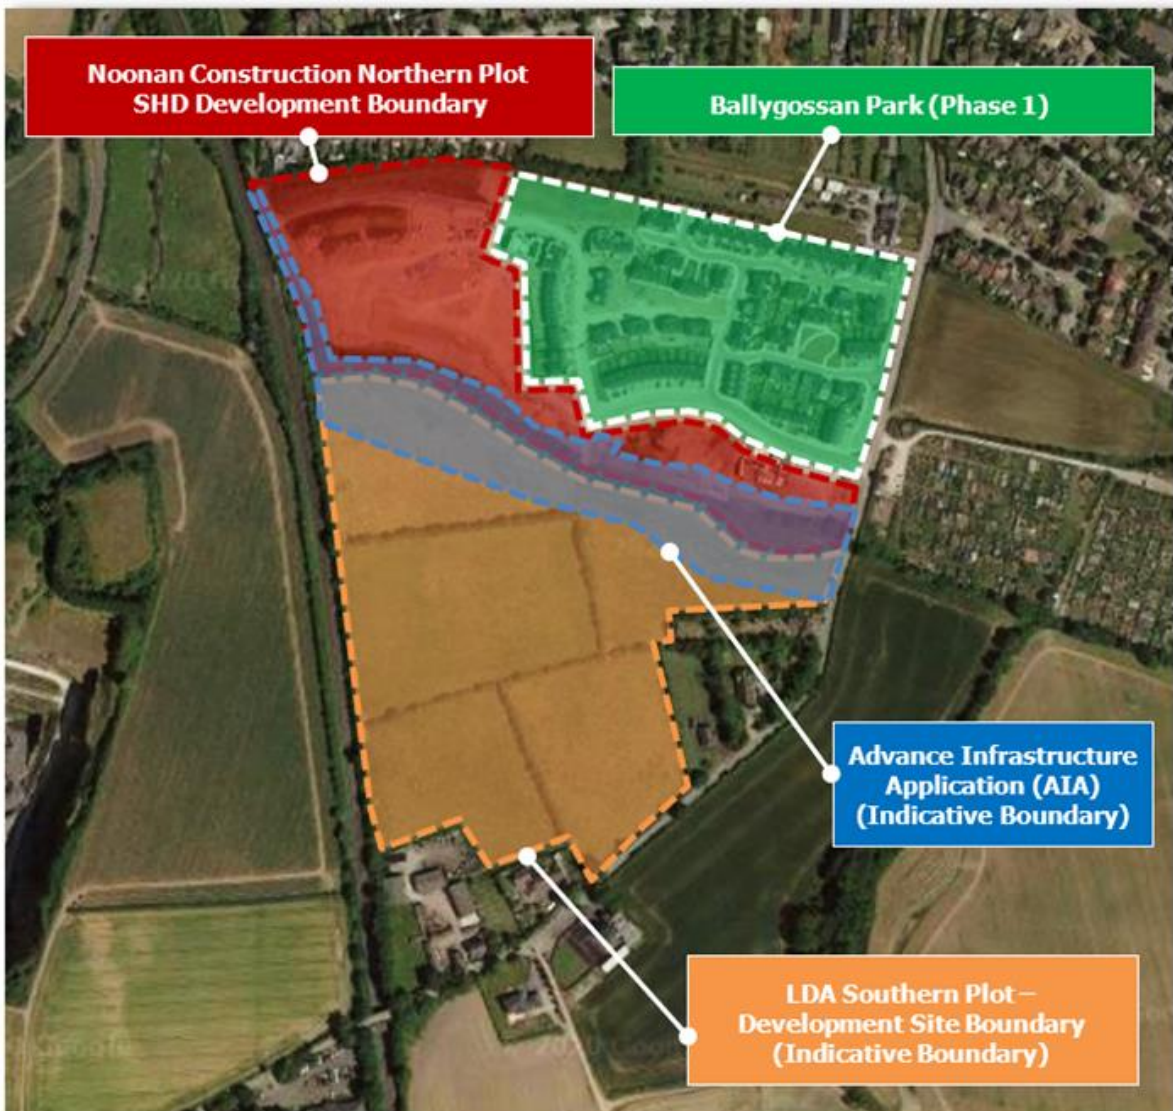 Noonan Construction Northern Plot
SHD Development Boundary
Ballygossan Park (Phase 1)
Advance Infrastructure
Application (AIA)
(Indicative Boundary)
LDA Southern Plot –
Development Site Boundary
(Indicative Boundary)